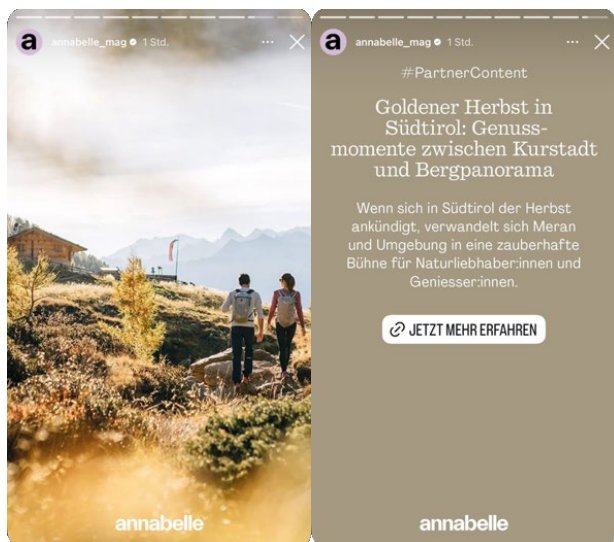 a annabelle_mag 1 Std.
annabelle
a annabelle_mag 1 Std.
#PartnerContent
Goldener Herbst in
Südtirol: Genuss-
momente zwischen Kurstadt
und Bergpanorama
Wenn sich in Südtirol der Herbst
ankündigt, verwandelt sich Meran
und Umgebung in eine zauberhafte
Bühne für Naturliebhaber:innen und
Geniesser:innen.
JETZT MEHR ERFAHREN
annabelle